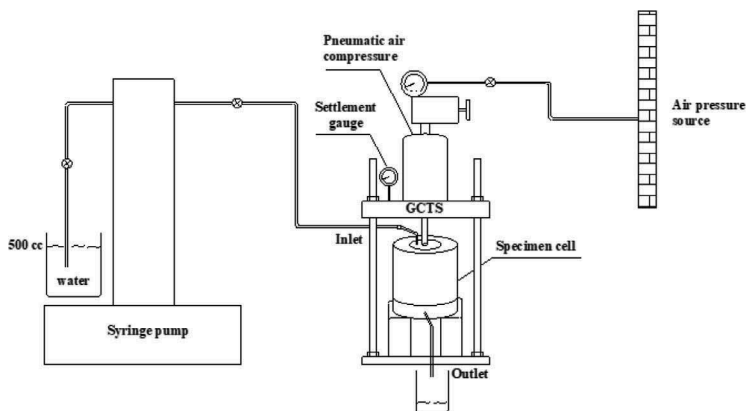 Pneumatic air
compressure
Settlement
gauge
Air pressure
source
GCTS
500 cc
water
Inlet
Specimen cell
Syringe pump
Outlet